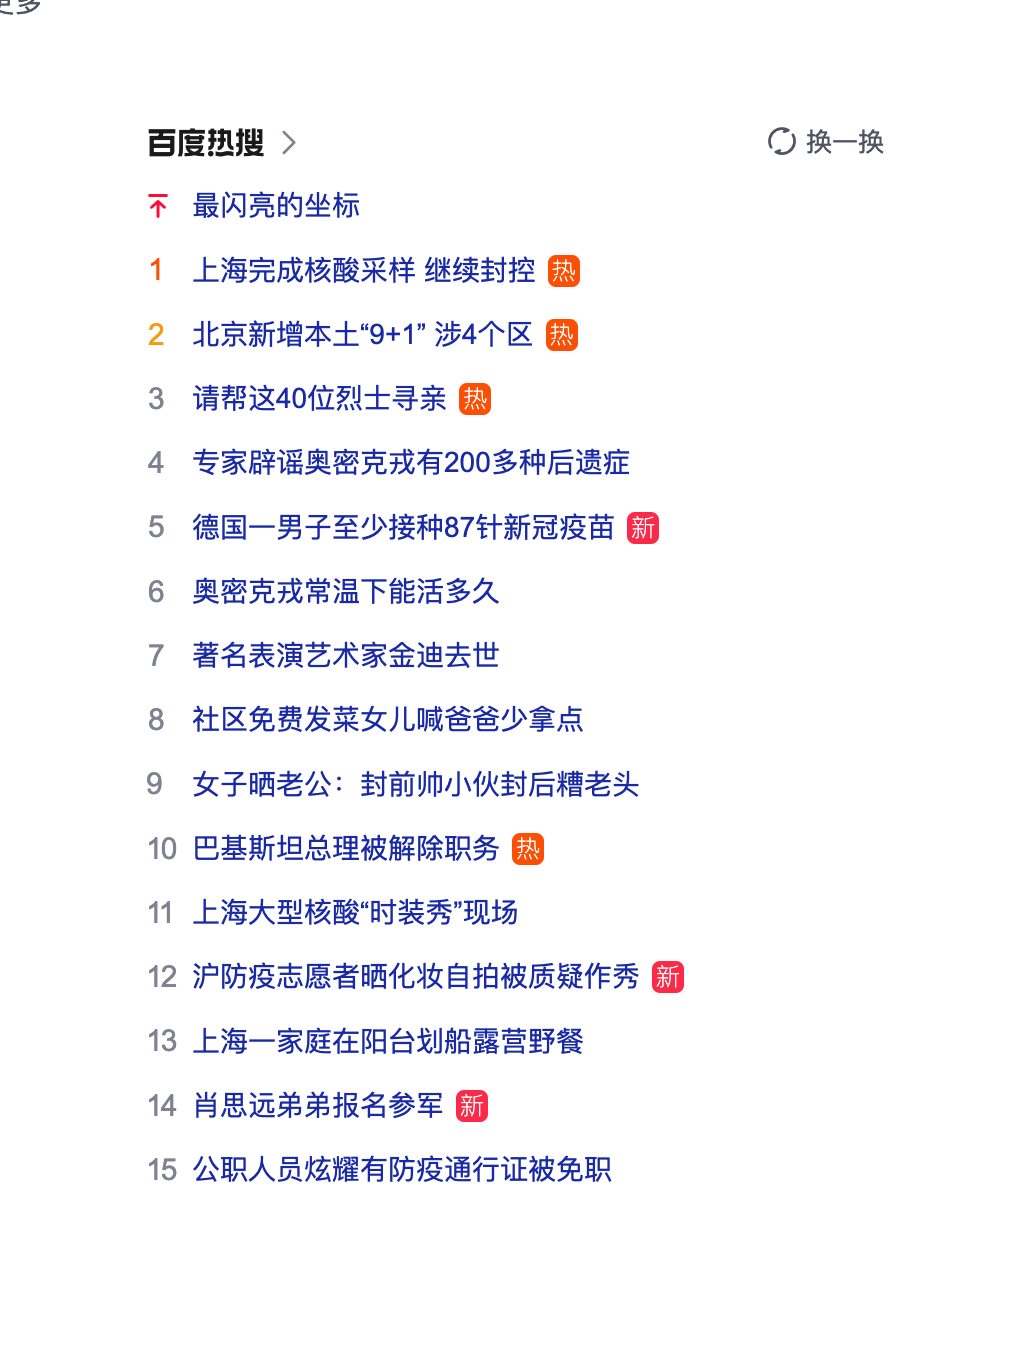 更多
百度热搜
换一换
最闪亮的坐标
1 上海完成核酸采样 继续封控 热
2 北京新增本土“9+1” 涉4个区 热
3 请帮这40位烈士寻亲 热
4 专家辟谣奥密克戎有200多种后遗症
5 德国一男子至少接种87针新冠疫苗 新
6 奥密克戎常温下能活多久
7 著名表演艺术家金迪去世
8 社区免费发菜女儿喊爸爸少拿点
9 女子晒老公：封前帅小伙封后糟老头
10 巴基斯坦总理被解除职务 热
11 上海大型核酸“时装秀”现场
12 沪防疫志愿者晒化妆自拍被质疑作秀 新
13 上海一家庭在阳台划船露营野餐
14 肖思远弟弟报名参军 新
15 公职人员炫耀有防疫通行证被免职